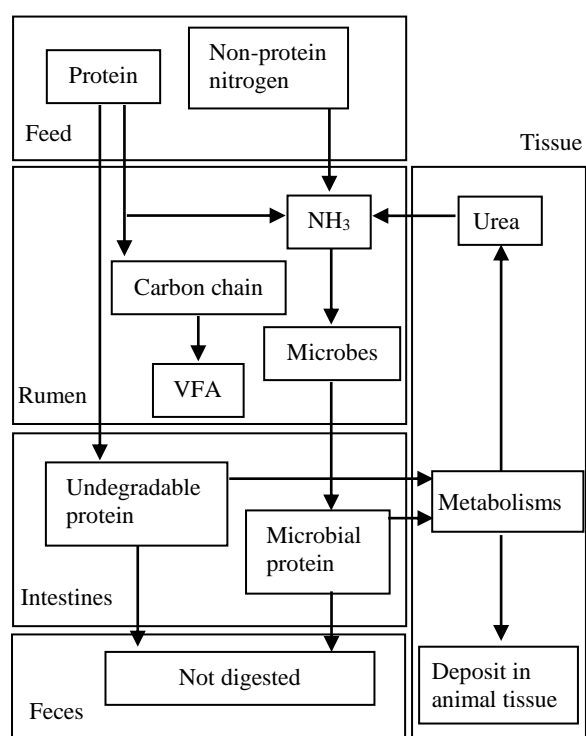 Non-protein
nitrogen
Protein
Feed
Tissue
NH₃
Urea
Carbon chain
Microbes
VFA
Rumen
Undegradable
protein
Metabolisms
Microbial
protein
Intestines
Not digested
Deposit in
animal tissue
Feces